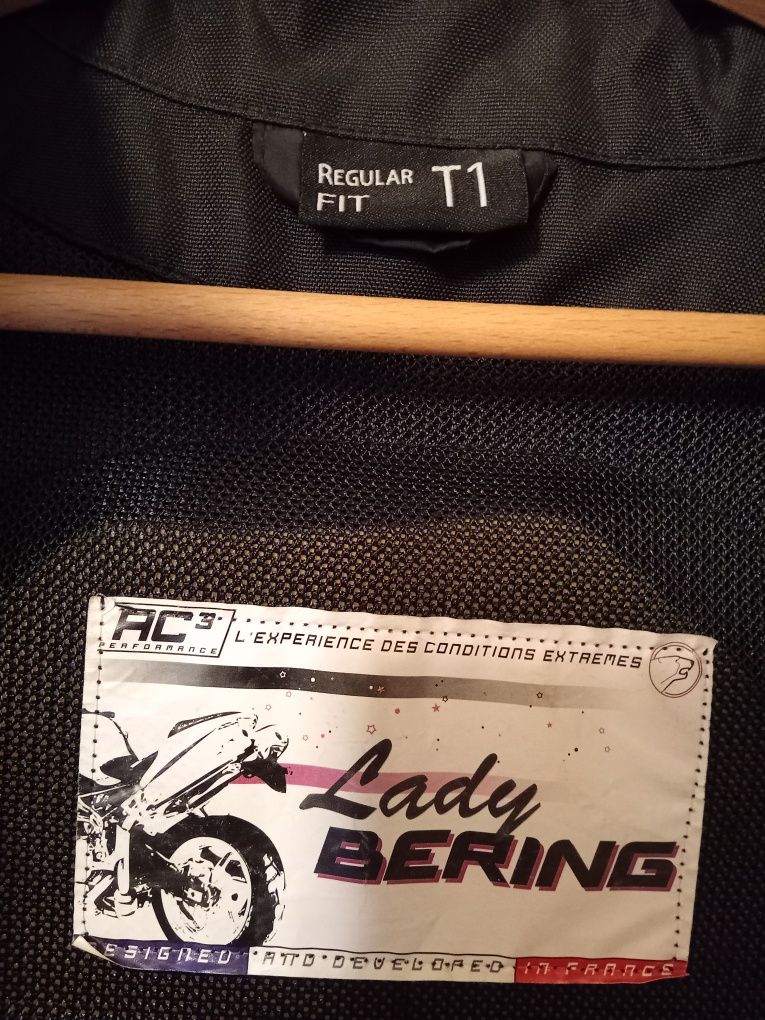 REGULAR
FIT
T1
AC3
PERFORMANCE
L'EXPERIENCE DES CONDITIONS EXTREMES
Lady
BERING
DESIGNED AND DEVELOPED IN FRANCE